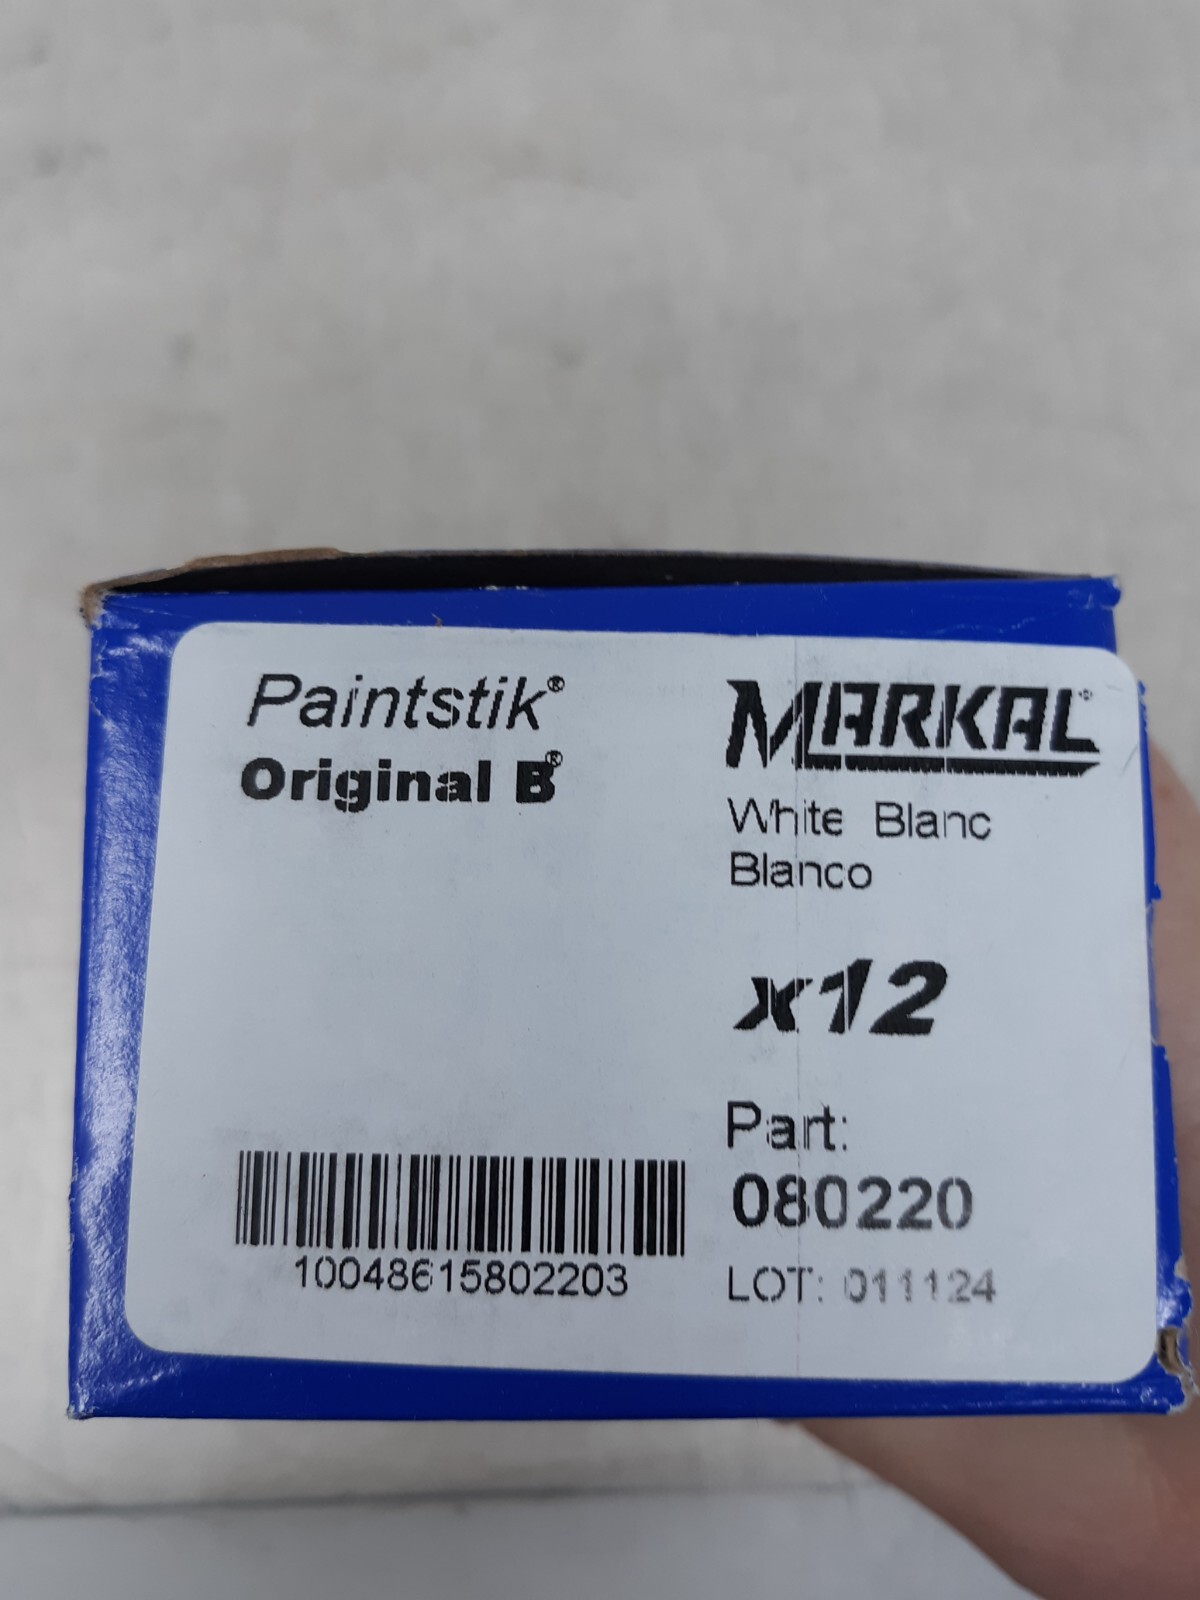 Paintstik®
Original B®
MARKAL®
White Blanc
Blanco
x12
Part:
080220
LOT: 011124
10048615802203